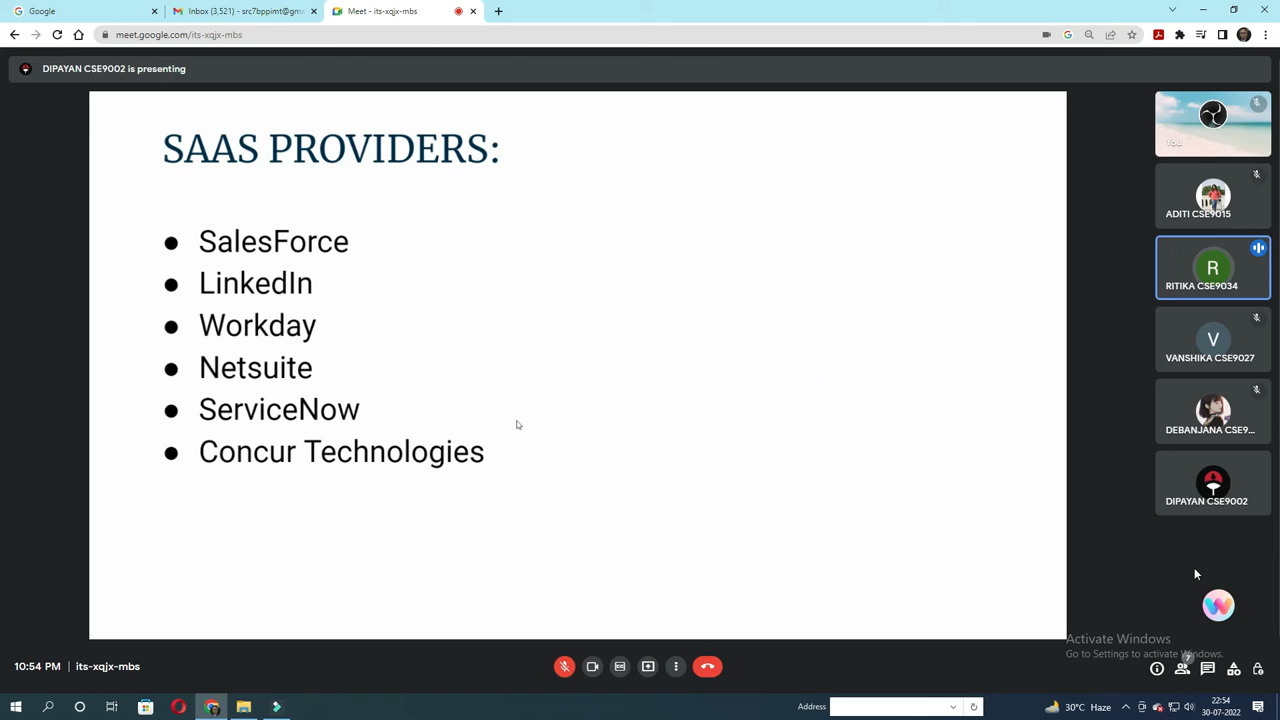 Google
Inbox (3,521) - src7bppimt@gma
Meet - its-xqjx-mbs
meet.google.com/its-xqjx-mbs
DIPAYAN CSE9002 is presenting
SAAS PROVIDERS:
● SalesForce
● LinkedIn
● Workday
● Netsuite
● ServiceNow
● Concur Technologies
You
ADITI CSE9015
R
RITIKA CSE9034
V
VANSHIKA CSE9027
DEBANJANA CSE9...
DIPAYAN CSE9002
Activate Windows
Go to Settings to activate Windows.
10:54 PM | its-xqjx-mbs
7
Address
30°C Haze
22:54
30-07-2022